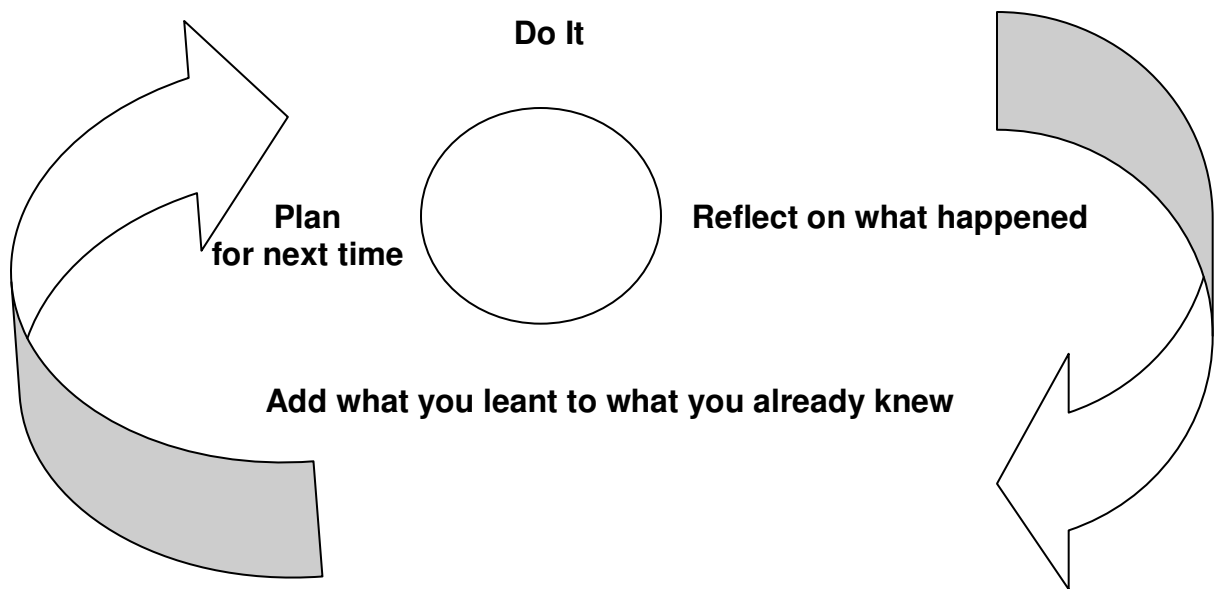 Do It
Plan
for next time
Reflect on what happened
Add what you leant to what you already knew